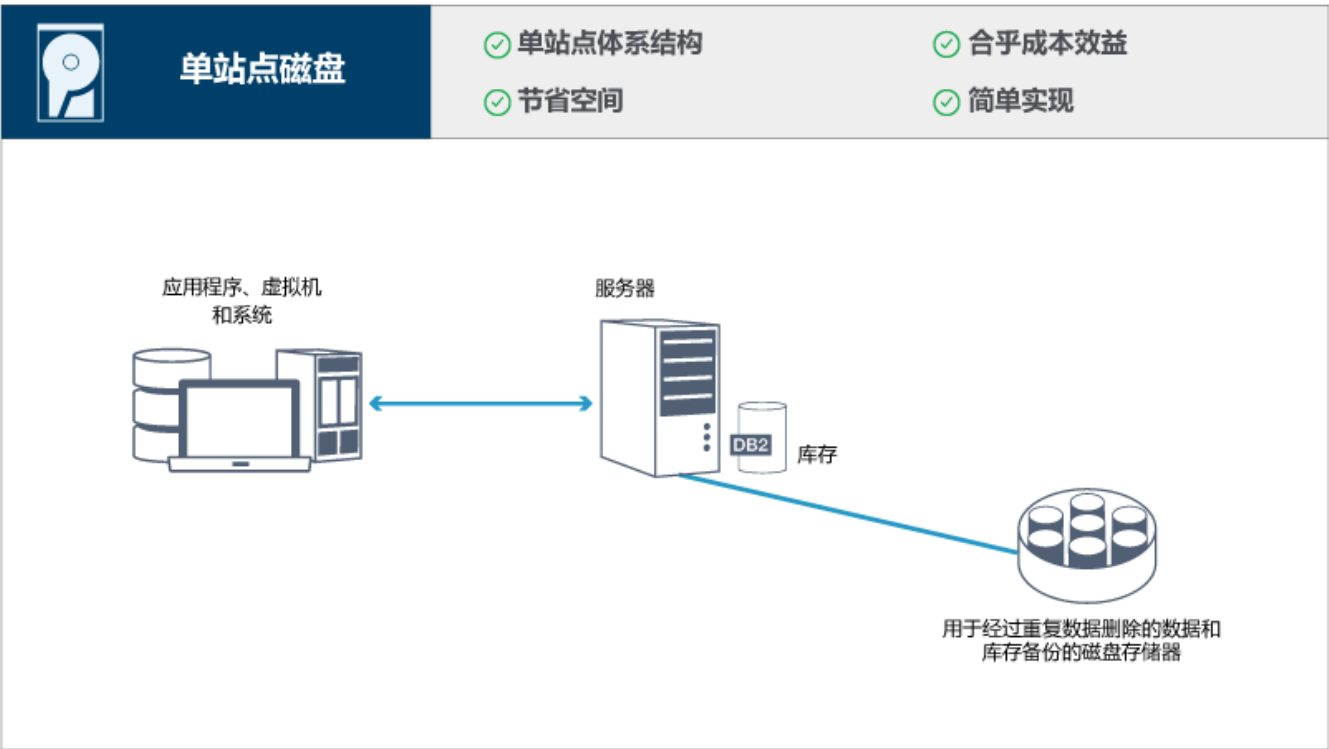 单站点磁盘
单站点体系结构
合乎成本效益
节省空间
简单实现
应用程序、虚拟机
和系统
服务器
DB2
库存
用于经过重复数据删除的数据和
库存备份的磁盘存储器